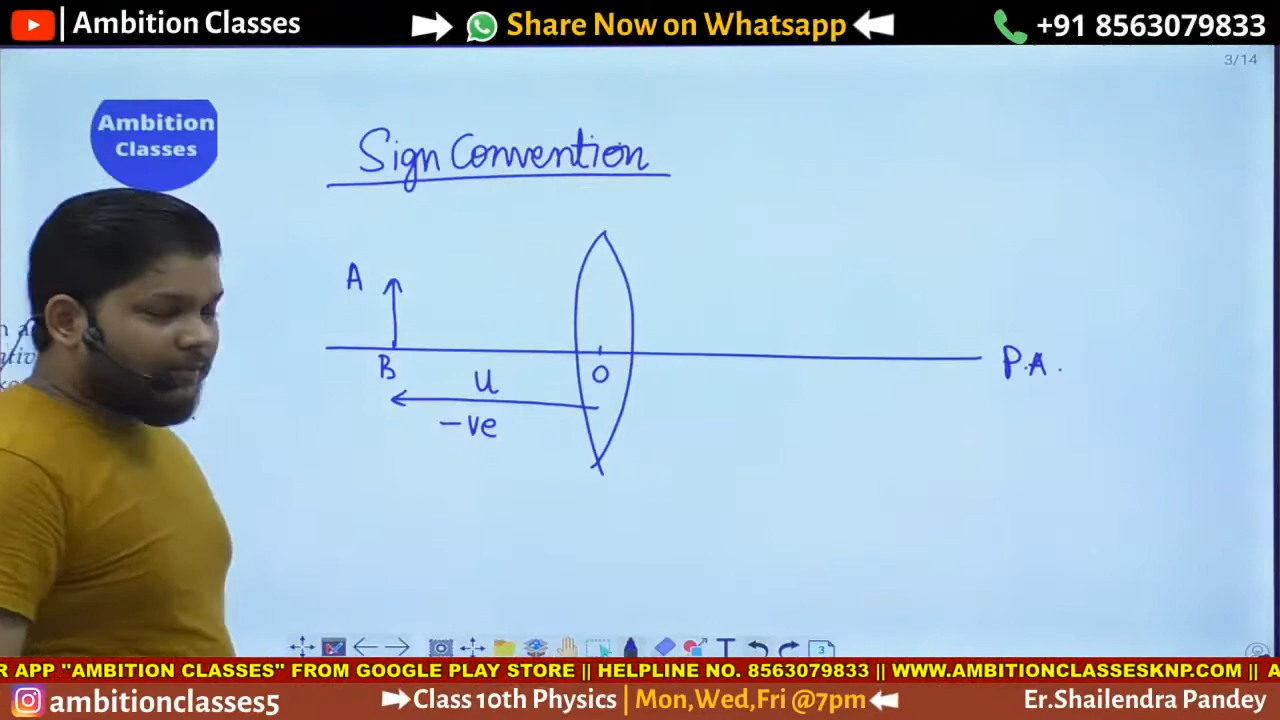 Ambition Classes
Share Now on Whatsapp
+91 8563079833
3/14
Ambition
Classes
Sign Convention
A
B
O
P.A.
U
-ve
3
R APP "AMBITION CLASSES" FROM GOOGLE PLAY STORE || HELPLINE NO. 8563079833 || WWW.AMBITIONCLASSESKNP.COM ||
ambitionclasses5
Class 10th Physics | Mon,Wed,Fri @7pm
Er.Shailendra Pandey